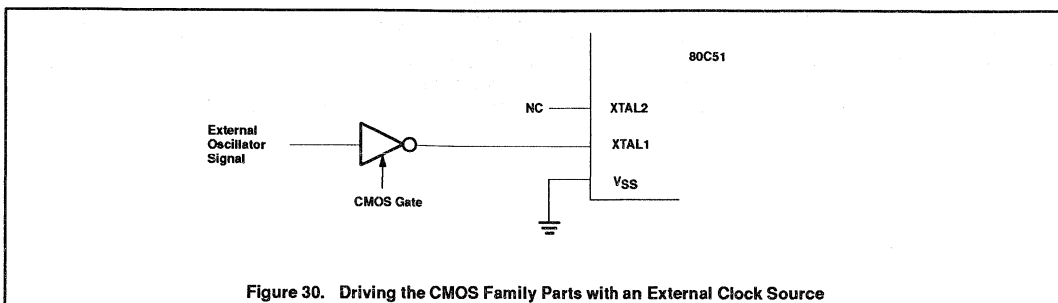 80C51
NC
XTAL2
External
Oscillator
Signal
XTAL1
VSS
CMOS Gate
Figure 30. Driving the CMOS Family Parts with an External Clock Source